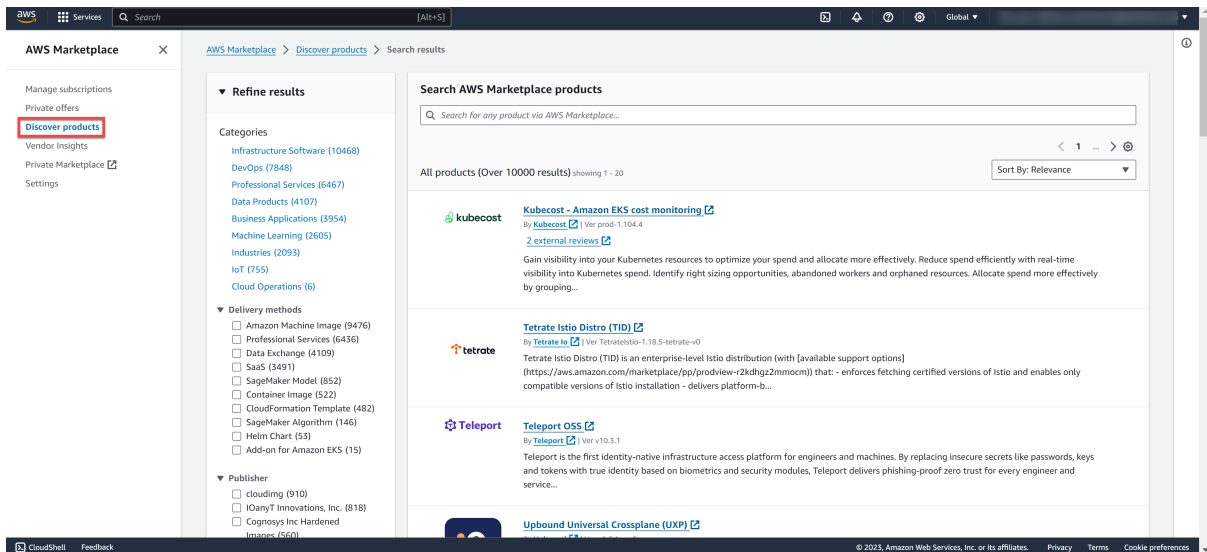 aws
Services
Search
[Alt+S]
Global
AWS Marketplace
Manage subscriptions
Private offers
Discover products
Vendor Insights
Private Marketplace
Settings
AWS Marketplace > Discover products > Search results
Refine results
Categories
Infrastructure Software (10468)
DevOps (7848)
Professional Services (6467)
Data Products (4107)
Business Applications (3954)
Machine Learning (2605)
Industries (2093)
IoT (755)
Cloud Operations (6)
Delivery methods
Amazon Machine Image (9476)
Professional Services (6436)
Data Exchange (4109)
SaaS (3491)
SageMaker Model (852)
Container Image (522)
CloudFormation Template (482)
SageMaker Algorithm (146)
Helm Chart (53)
Add-on for Amazon EKS (15)
Publisher
cloudimg (910)
IOanyT Innovations, Inc. (818)
Cognosys Inc Hardened
Images (560)
Search AWS Marketplace products
Search for any product via AWS Marketplace...
< 1 ... >
All products (Over 10000 results) showing 1 - 20
Sort By: Relevance
kubecost
Kubecost - Amazon EKS cost monitoring
By Kubecost | Ver prod-1.104.4
2 external reviews
Gain visibility into your Kubernetes resources to optimize your spend and allocate more effectively. Reduce spend efficiently with real-time
visibility into Kubernetes spend. Identify right sizing opportunities, abandoned workers and orphaned resources. Allocate spend more effectively
by grouping...
tetrate
Tetrate Istio Distro (TID)
By Tetrate Io | Ver TetrateIstio-1.18.5-tetrate-v0
Tetrate Istio Distro (TID) is an enterprise-level Istio distribution (with [available support options]
(https://aws.amazon.com/marketplace/pp/prodview-r2kdhgz2mmocm)) that: - enforces fetching certified versions of Istio and enables only
compatible versions of Istio installation - delivers platform-b...
Teleport
Teleport OSS
By Teleport | Ver v10.3.1
Teleport is the first identity-native infrastructure access platform for engineers and machines. By replacing insecure secrets like passwords, keys
and tokens with true identity based on biometrics and security modules, Teleport delivers phishing-proof zero trust for every engineer and
service...
Upbound Universal Crossplane (UXP)
CloudShell
Feedback
© 2023, Amazon Web Services, Inc. or its affiliates.
Privacy
Terms
Cookie preferences